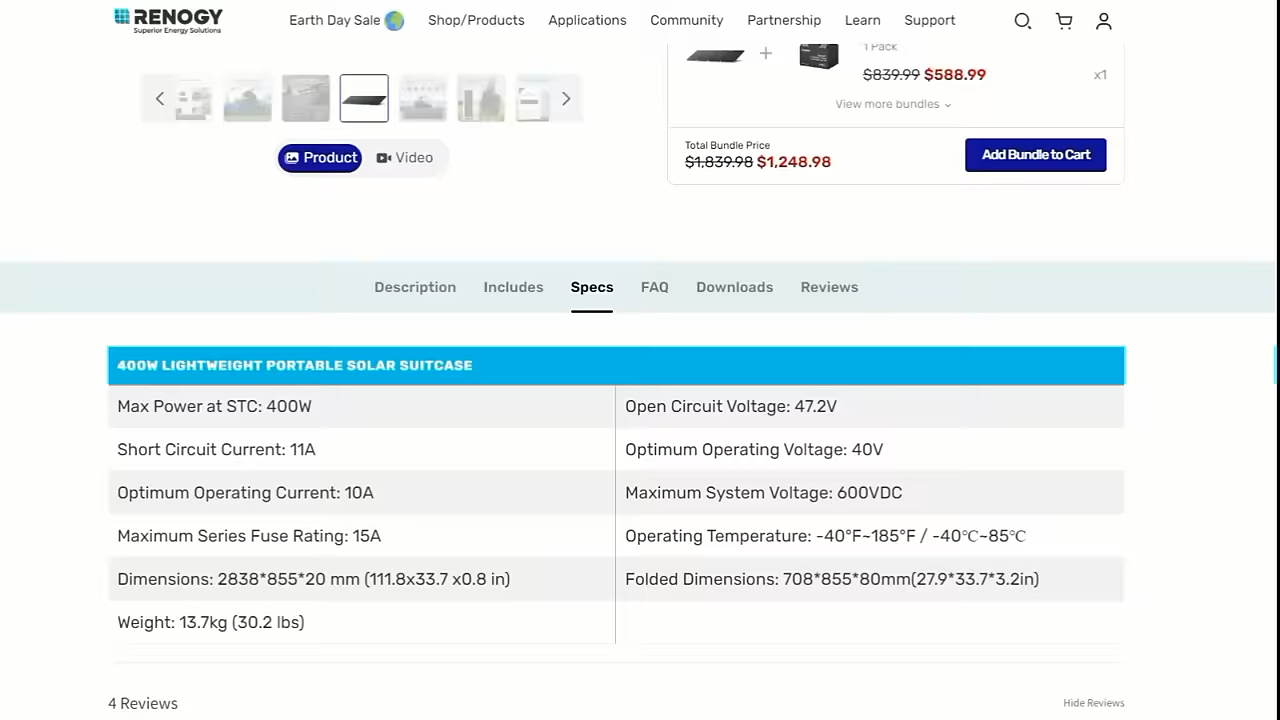 RENOGY
Superior Energy Solutions
Earth Day Sale Shop/Products Applications Community Partnership Learn Support
1 Pack
$839.99 $588.99
x1
View more bundles
Product Video
Total Bundle Price
$1,839.98 $1,248.98
Add Bundle to Cart
Description Includes Specs FAQ Downloads Reviews
400W LIGHTWEIGHT PORTABLE SOLAR SUITCASE
Max Power at STC: 400W Open Circuit Voltage: 47.2V
Short Circuit Current: 11A Optimum Operating Voltage: 40V
Optimum Operating Current: 10A Maximum System Voltage: 600VDC
Maximum Series Fuse Rating: 15A Operating Temperature: -40°F~185°F / -40℃~85℃
Dimensions: 2838*855*20 mm (111.8x33.7 x0.8 in) Folded Dimensions: 708*855*80mm(27.9*33.7*3.2in)
Weight: 13.7kg (30.2 lbs)
4 Reviews Hide Reviews